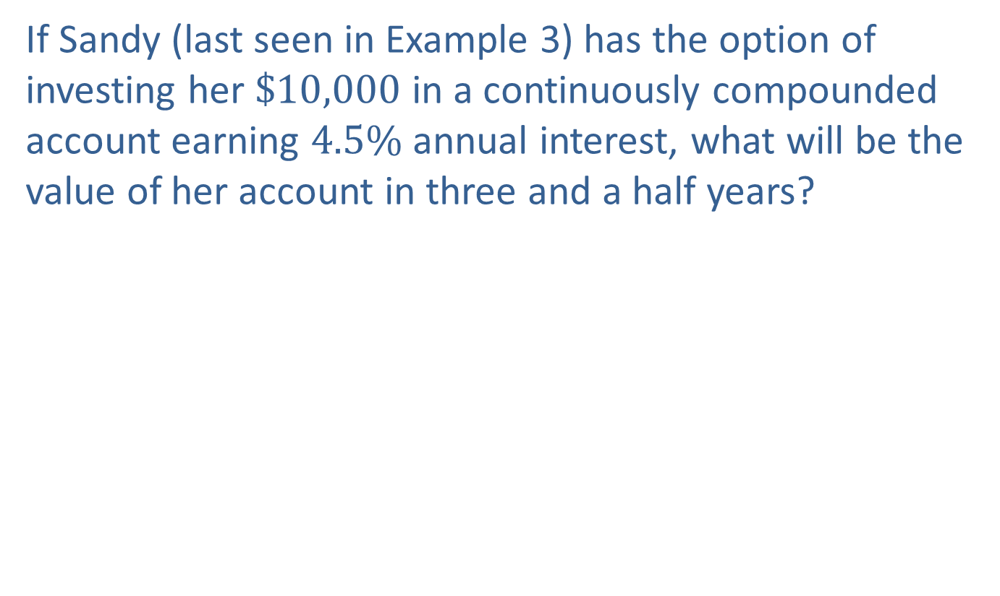 If Sandy (last seen in Example 3) has the option of
investing her $10,000 in a continuously compounded
account earning 4.5% annual interest, what will be the
value of her account in three and a half years?